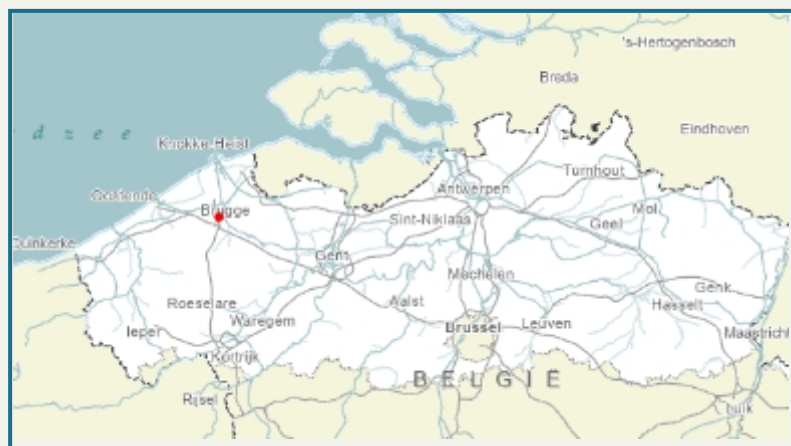 's-Hertogenbosch
Breda
dzee
Eindhoven
Knokke-Heist
Turnhout
Oostende
Antwerpen
Brugge
Mol
Sint-Niklaas
Geel
Duinkerke
Gent
Mechelen
Genk
Roeselare
Aalst
Hasselt
Waregem
Brussel
Leuven
Ieper
Maastricht
Kortrijk
BELGIË
Rijsel
Luik